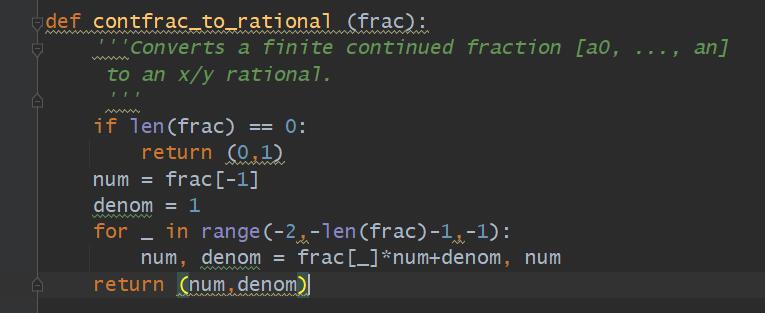 def contfrac_to_rational (frac):
    '''Converts a finite continued fraction [a0, ..., an]
     to an x/y rational.
     '''
    if len(frac) == 0:
        return (0,1)
    num = frac[-1]
    denom = 1
    for _ in range(-2,-len(frac)-1,-1):
        num, denom = frac[_]*num+denom, num
    return (num,denom)